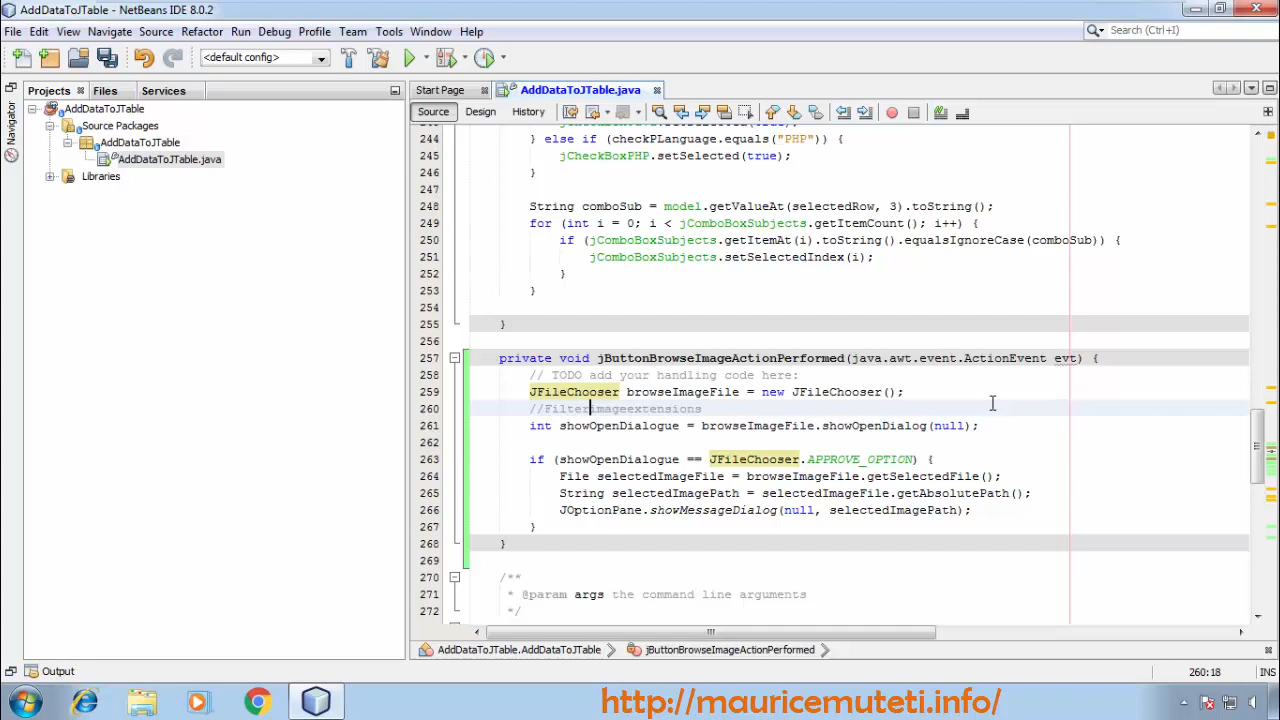 AddDataToJTable - NetBeans IDE 8.0.2
File Edit View Navigate Source Refactor Run Debug Profile Team Tools Window Help
Search (Ctrl+I)
<default config>
Projects Files Services
Start Page AddDataToJTable.java
Navigator
AddDataToJTable
Source Packages
AddDataToJTable
AddDataToJTable.java
Libraries
Source Design History
244 } else if (checkPLanguage.equals("PHP")) {
245 jCheckBoxPHP.setSelected(true);
246 }
247
248 String comboSub = model.getValueAt(selectedRow, 3).toString();
249 for (int i = 0; i < jComboBoxSubjects.getItemCount(); i++) {
250 if (jComboBoxSubjects.getItemAt(i).toString().equalsIgnoreCase(comboSub)) {
251 jComboBoxSubjects.setSelectedIndex(i);
252 }
253 }
254
255 }
256
257 private void jButtonBrowseImageActionPerformed(java.awt.event.ActionEvent evt) {
258 // TODO add your handling code here:
259 JFileChooser browseImageFile = new JFileChooser();
260 //Filterimageextensions
261 int showOpenDialogue = browseImageFile.showOpenDialog(null);
262
263 if (showOpenDialogue == JFileChooser.APPROVE_OPTION) {
264 File selectedImageFile = browseImageFile.getSelectedFile();
265 String selectedImagePath = selectedImageFile.getAbsolutePath();
266 JOptionPane.showMessageDialog(null, selectedImagePath);
267 }
268 }
269
270 /**
271 * @param args the command line arguments
272 */
AddDataToJTable.AddDataToJTable jButtonBrowseImageActionPerformed
Output
260:18
http://mauricemuteti.info/